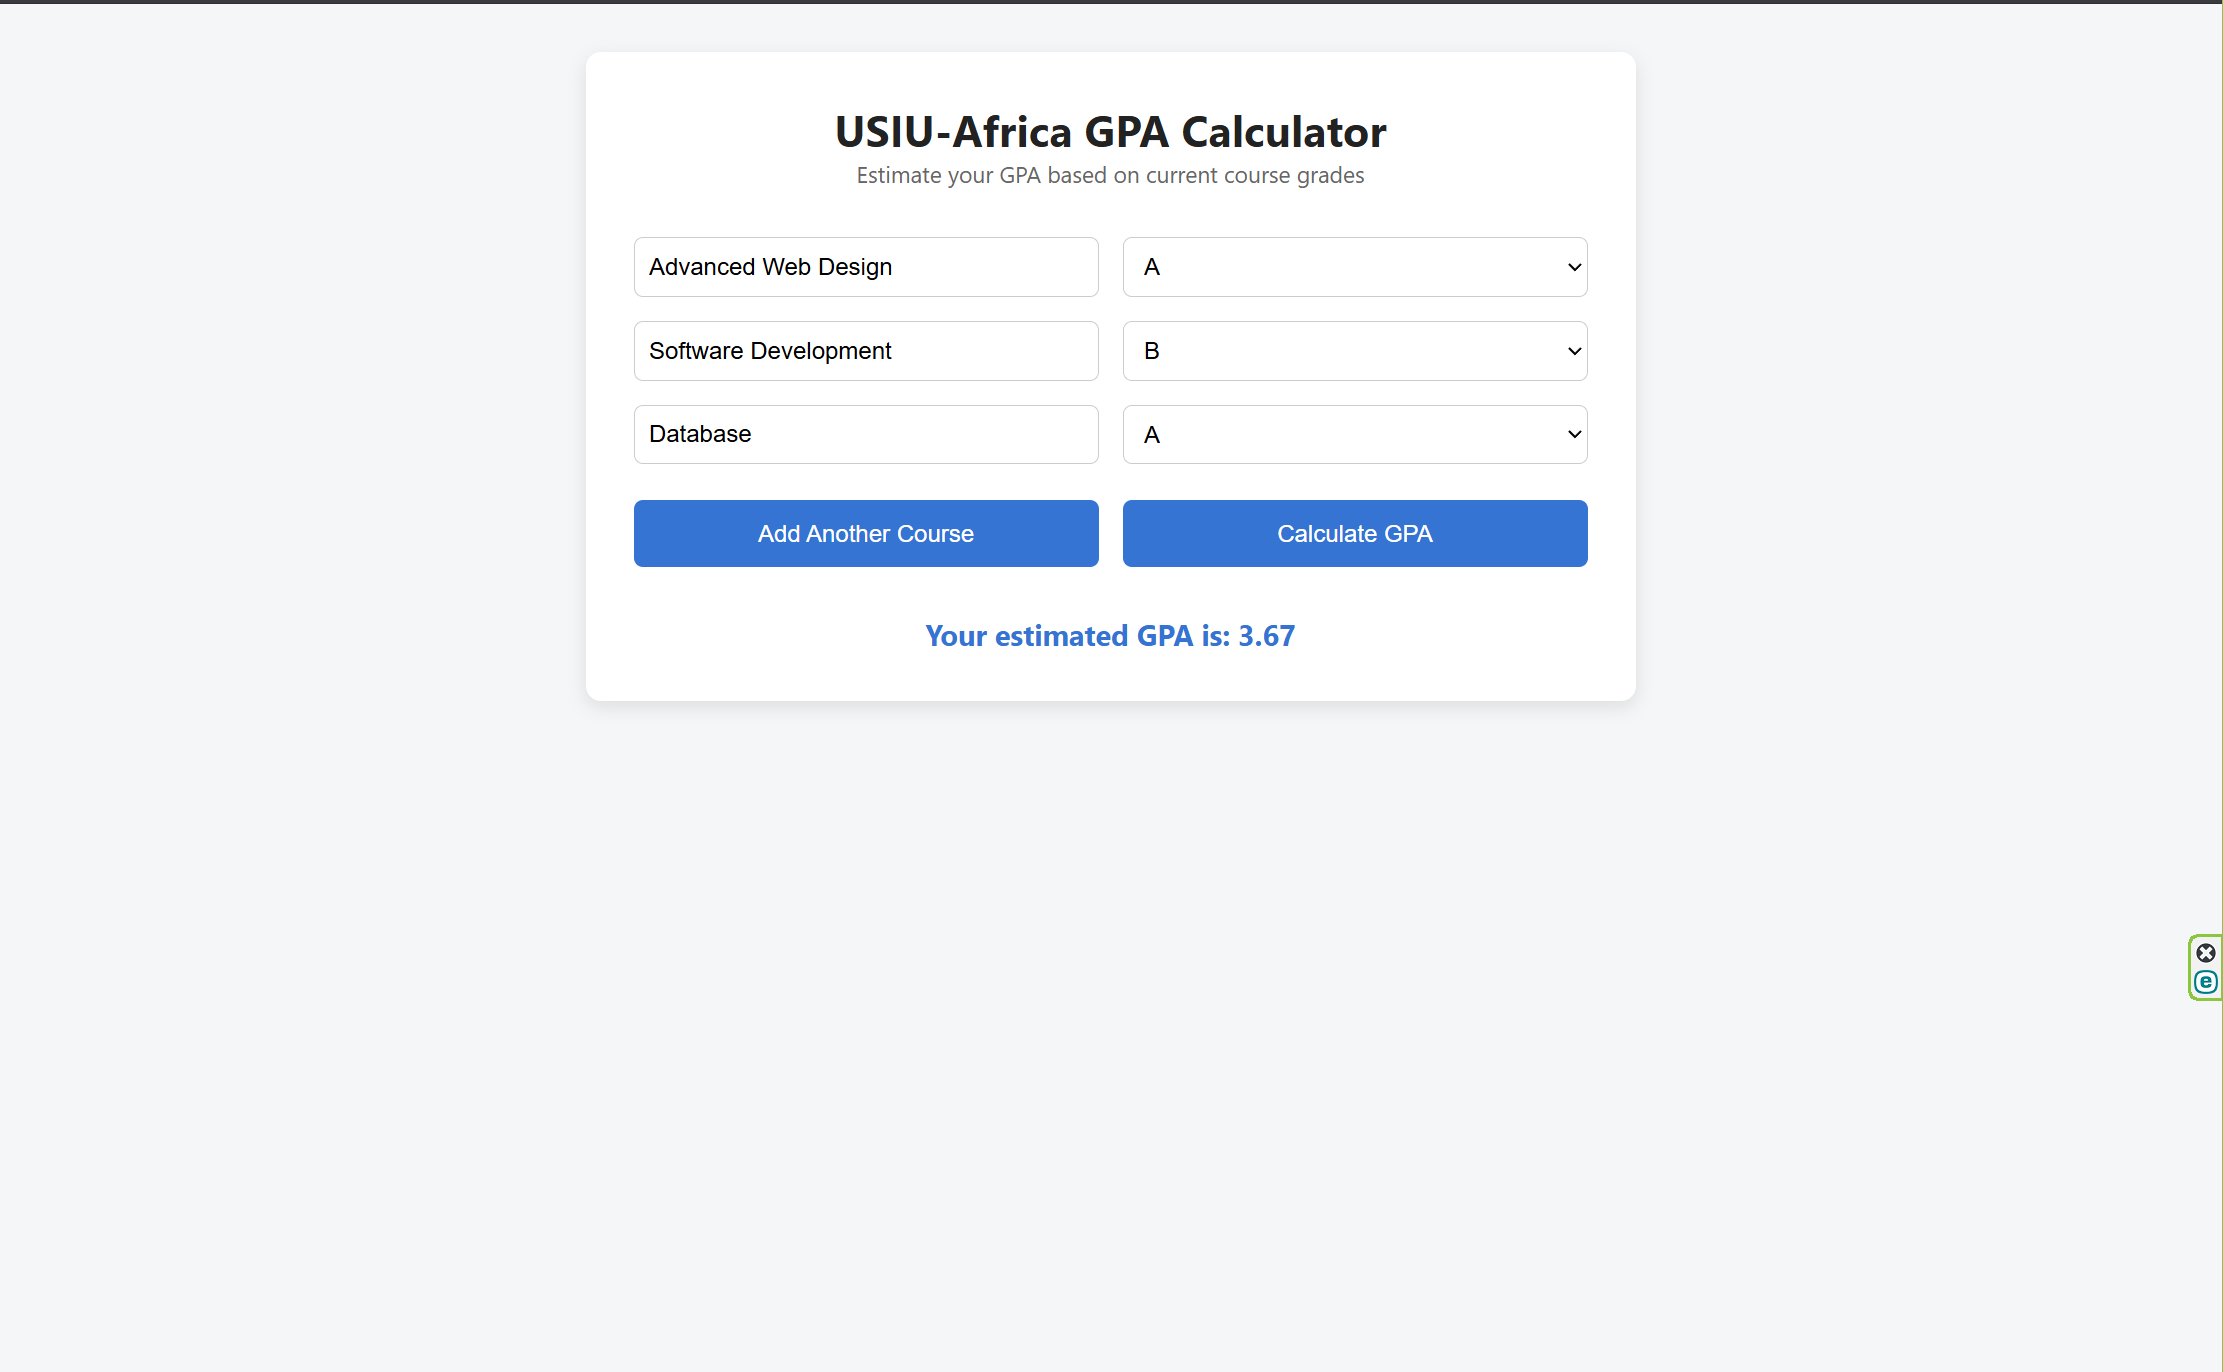 USIU-Africa GPA Calculator
Estimate your GPA based on current course grades
Advanced Web Design
A
Software Development
B
Database
A
Add Another Course
Calculate GPA
Your estimated GPA is: 3.67
e